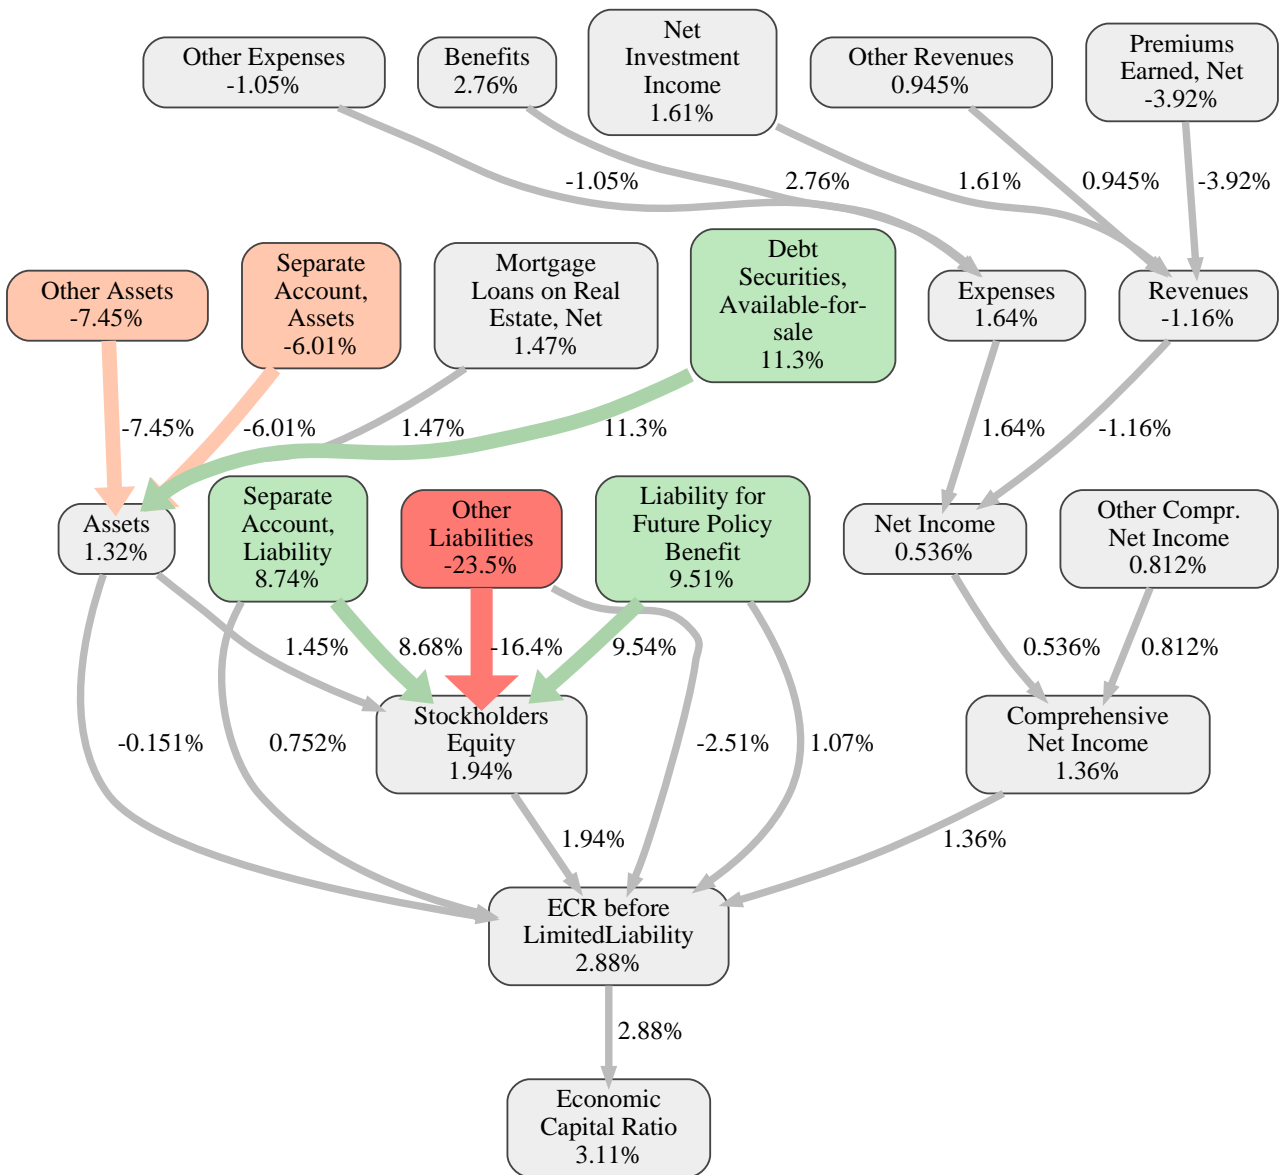 Other Expenses
-1.05%
Benefits
2.76%
Net
Investment
Income
1.61%
Other Revenues
0.945%
Premiums
Earned, Net
-3.92%
-1.05%
2.76%
1.61%
0.945%
-3.92%
Other Assets
-7.45%
Separate
Account,
Assets
-6.01%
Mortgage
Loans on Real
Estate, Net
1.47%
Debt
Securities,
Available-for-
sale
11.3%
Expenses
1.64%
Revenues
-1.16%
-7.45%
-6.01%
1.47%
11.3%
1.64%
-1.16%
Assets
1.32%
Separate
Account,
Liability
8.74%
Other
Liabilities
-23.5%
Liability for
Future Policy
Benefit
9.51%
Net Income
0.536%
Other Compr.
Net Income
0.812%
1.45%
8.68%
-16.4%
9.54%
0.536%
0.812%
Stockholders
Equity
1.94%
Comprehensive
Net Income
1.36%
-0.151%
0.752%
-2.51%
1.07%
1.94%
1.36%
ECR before
LimitedLiability
2.88%
2.88%
Economic
Capital Ratio
3.11%